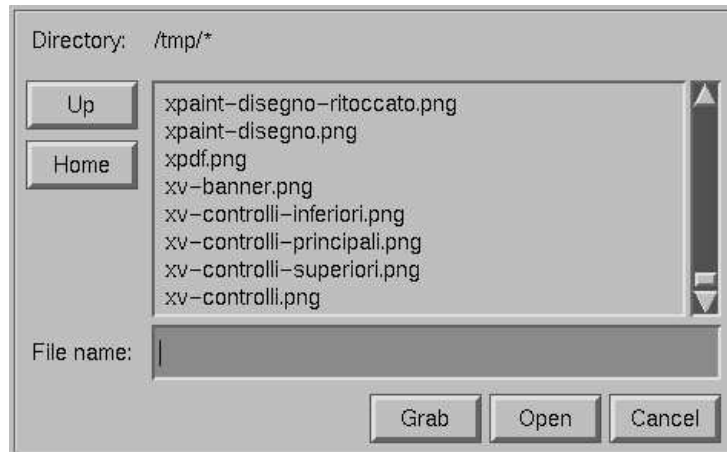 Directory: /tmp/*
Up
Home
xpaint-disegno-ritoccato.png
xpaint-disegno.png
xpdf.png
xv-banner.png
xv-controlli-inferiori.png
xv-controlli-principali.png
xv-controlli-superiori.png
xv-controlli.png
File name:
Grab Open Cancel